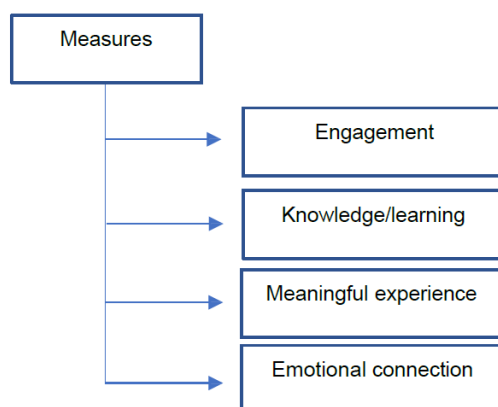 Measures
Engagement
Knowledge/learning
Meaningful experience
Emotional connection